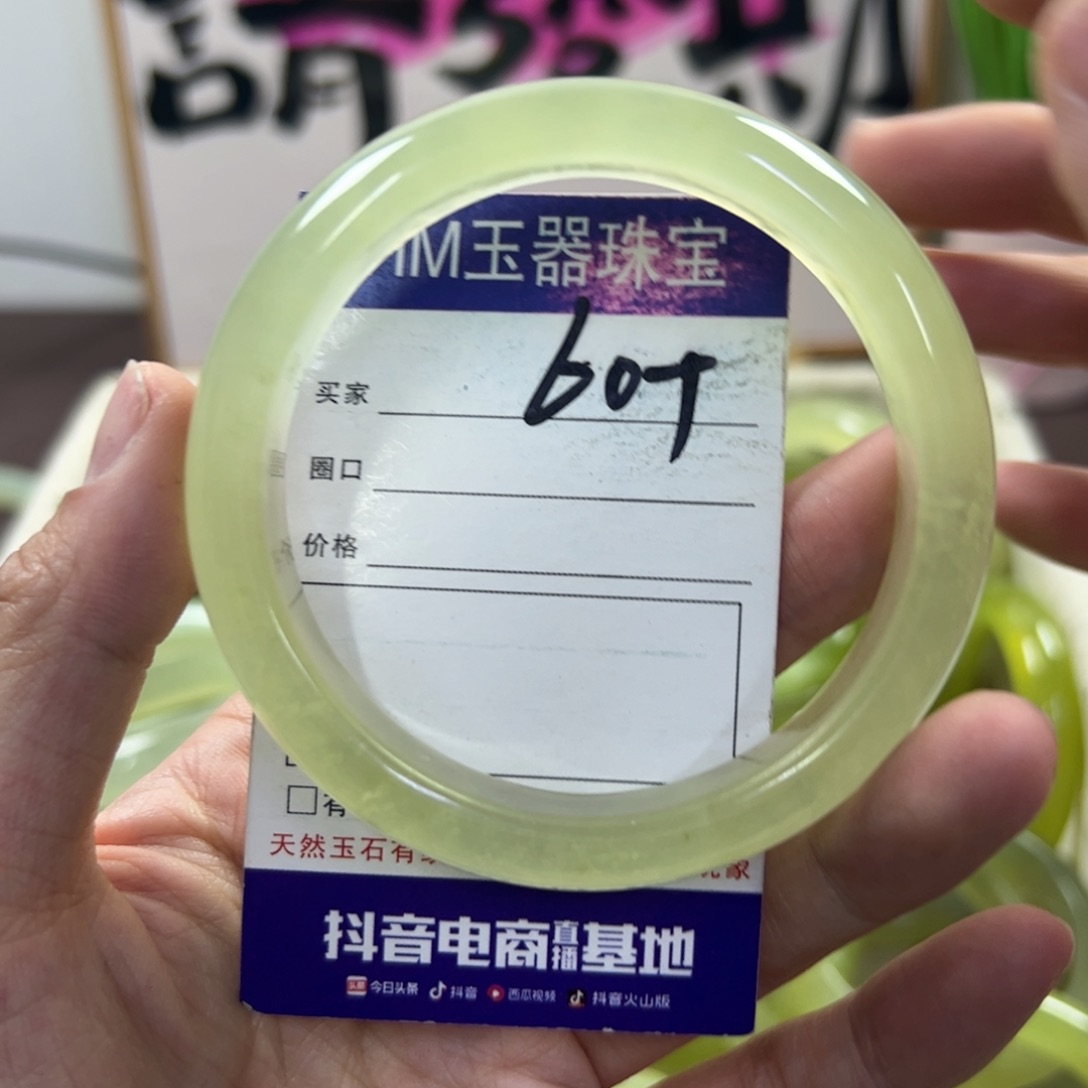 IM玉器珠宝
60+
买家
圈口
价格
天然玉石有
抖音电商直播基地
今日头条 抖音 西瓜视频 抖音火山版